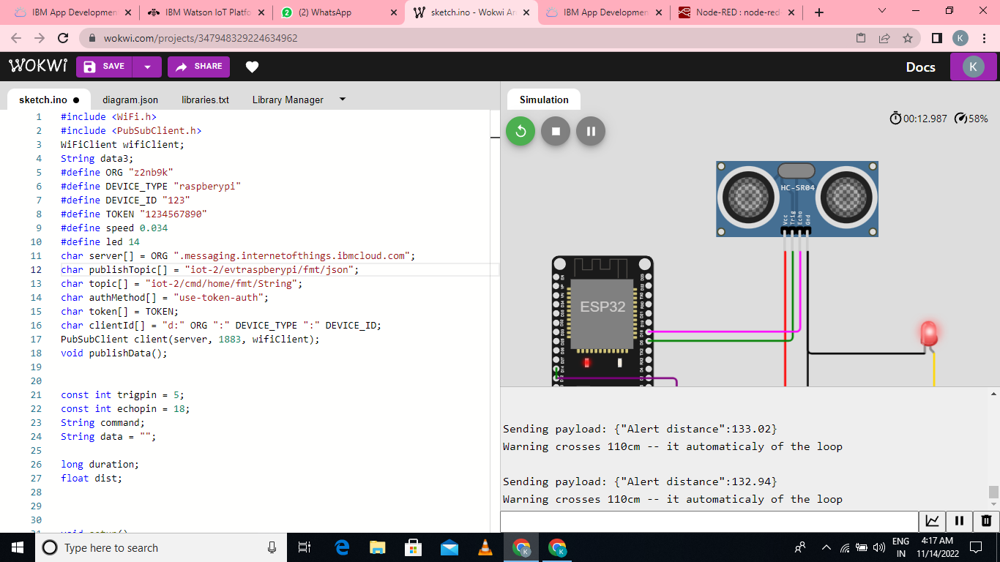 IBM App Developmen
IBM Watson IoT Platfo
(2) WhatsApp
sketch.ino - Wokwi Ar
IBM App Developmen
Node-RED : node-red
wokwi.com/projects/347948329224634962
K
WOKWi
SAVE
SHARE
Docs
K
sketch.ino
diagram.json
libraries.txt
Library Manager
Simulation
00:12.987
58%
1 #include <WiFi.h>
2 #include <PubSubClient.h>
3 WiFiClient wifiClient;
4 String data3;
5 #define ORG "z2nb9k"
6 #define DEVICE_TYPE "raspberypi"
7 #define DEVICE_ID "123"
8 #define TOKEN "1234567890"
9 #define speed 0.034
10 #define led 14
11 char server[] = ORG ".messaging.internetofthings.ibmcloud.com";
12 char publishTopic[] = "iot-2/evtraspberypi/fmt/json";
13 char topic[] = "iot-2/cmd/home/fmt/String";
14 char authMethod[] = "use-token-auth";
15 char token[] = TOKEN;
16 char clientId[] = "d:" ORG ":" DEVICE_TYPE ":" DEVICE_ID;
17 PubSubClient client(server, 1883, wifiClient);
18 void publishData();
19
20
21 const int trigpin = 5;
22 const int echopin = 18;
23 String command;
24 String data = "";
25
26 long duration;
27 float dist;
28
29
30
31 void setup()
HC-SR04
Vcc
Trig
Echo
Gnd
ESP32
Sending payload: {"Alert distance":133.02}
Warning crosses 110cm -- it automaticaly of the loop
Sending payload: {"Alert distance":132.94}
Warning crosses 110cm -- it automaticaly of the loop
Type here to search
ENG
IN
4:17 AM
11/14/2022